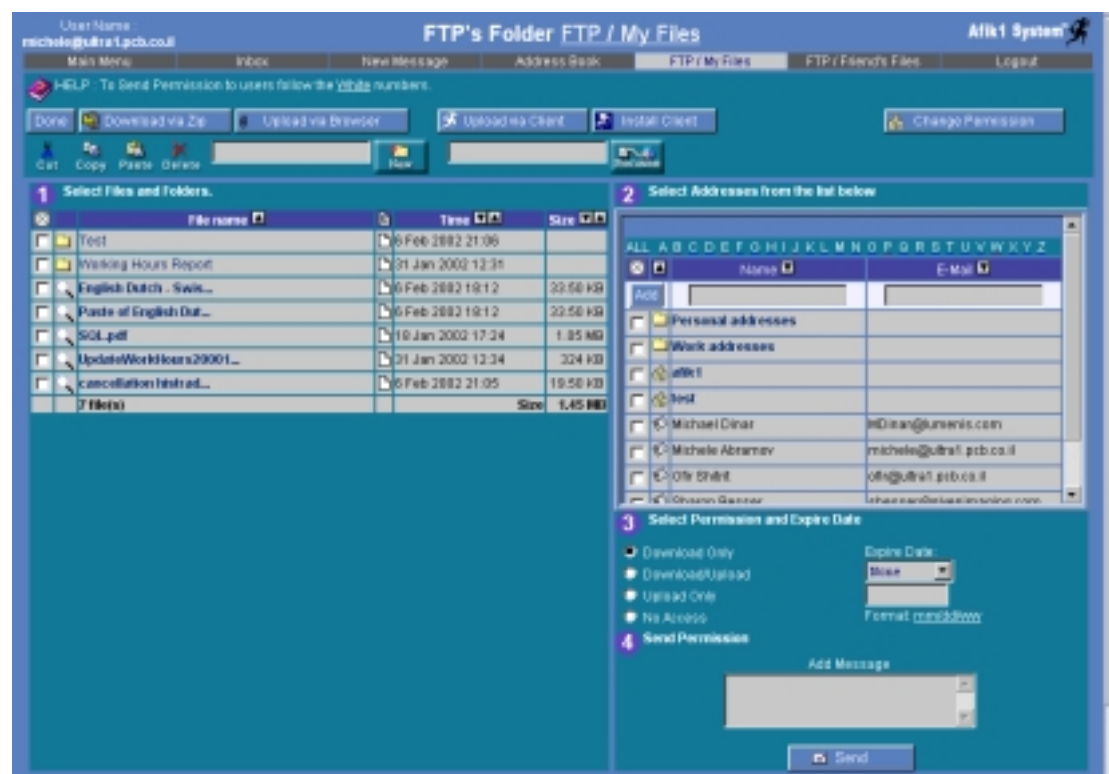 User Name :
michele@ultra1.pcb.co.il
FTP's Folder FTP / My Files
Afik1 System
Main Menu
Inbox
New Message
Address Book
FTP / My Files
FTP / Friend's Files
Logout
HELP : To Send Permission to users follow the White numbers.
Done
Download via Zip
Upload via Browser
Upload via Client
Install Client
Change Permission
Cut
Copy
Paste
Delete
New
1 Select Files and Folders.
File name
Time
Size
Test 6 Feb 2002 21:06
Working Hours Report 31 Jan 2002 12:31
English Dutch . Swis... 6 Feb 2002 18:12 33.50 KB
Paste of English Dut... 6 Feb 2002 18:12 33.50 KB
SQL.pdf 18 Jan 2002 17:24 1.05 MB
UpdateWorkHours20001... 31 Jan 2002 12:34 324 KB
cancellation 6 Feb 2002 21:05 19.50 KB
7 file(s) Size 1.45 MB
2 Select Addresses from the list below
ALL A B C D E F G H I J K L M N O P Q R S T U V W X Y Z
Name
E-Mail
Add
Personal addresses
Work addresses
afik1
test
Michael Dinar MDinar@lumenis.com
Michele Abramov michele@ultra1.pcb.co.il
Ofir Shitrit ofir@ultra1.pcb.co.il
3 Select Permission and Expire Date
Download Only
Download/Upload
Upload Only
No Access
Expire Date:
None
Format: mm/dd/yyyy
4 Send Permission
Add Message
Send